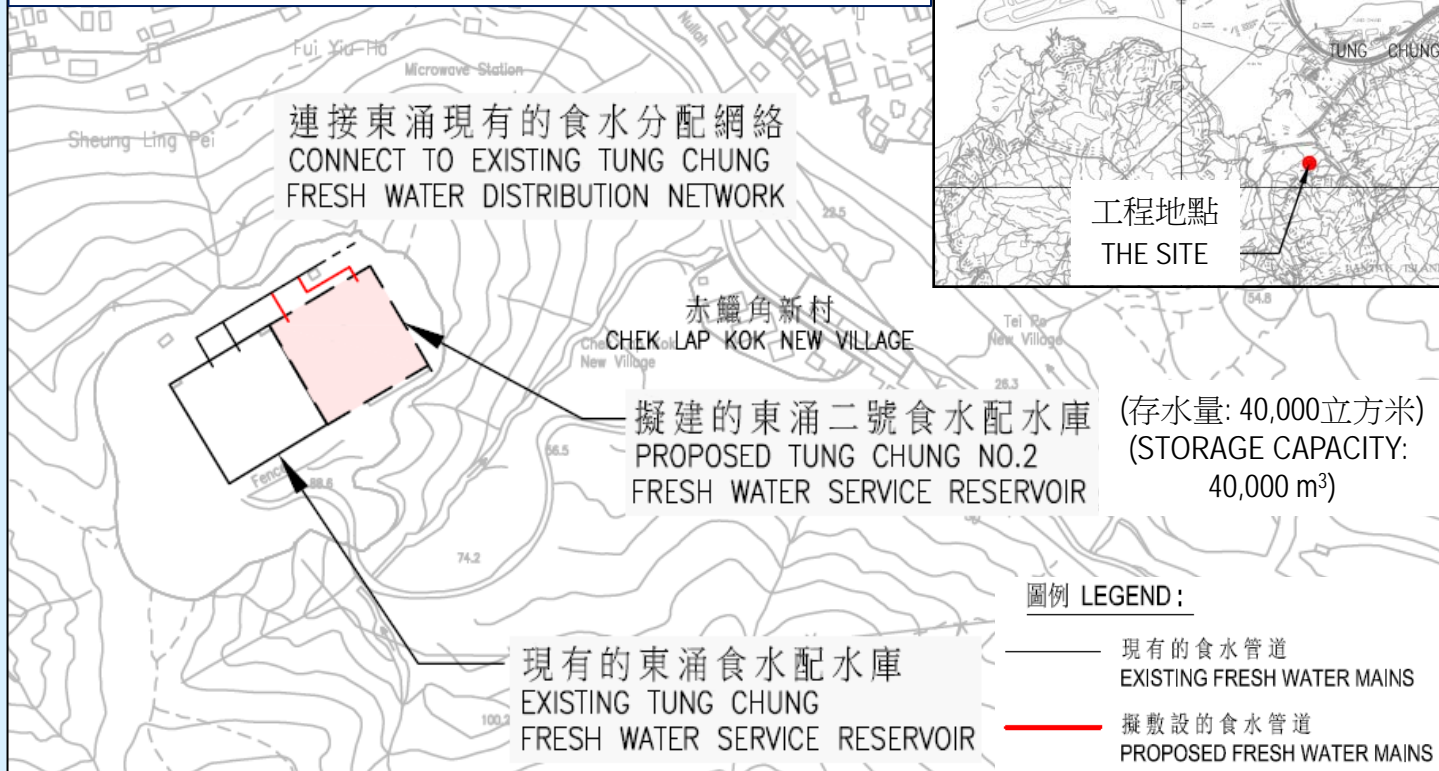 Fui Yiu Ha
Microwave Station
Nullah
Sheung Ling Pei
連接東涌現有的食水分配網絡
CONNECT TO EXISTING TUNG CHUNG
FRESH WATER DISTRIBUTION NETWORK
22.5
TUNG CHUNG
工程地點
THE SITE
54.8
赤鱲角新村
CHEK LAP KOK NEW VILLAGE
New Village
Tei Po
New Village
26.3
擬建的東涌二號食水配水庫
PROPOSED TUNG CHUNG NO.2
FRESH WATER SERVICE RESERVOIR
(存水量: 40,000立方米)
(STORAGE CAPACITY:
40,000 m³)
56.5
Fence
88.6
74.2
現有的東涌食水配水庫
EXISTING TUNG CHUNG
FRESH WATER SERVICE RESERVOIR
100.2
圖例 LEGEND :
現有的食水管道
EXISTING FRESH WATER MAINS
擬敷設的食水管道
PROPOSED FRESH WATER MAINS